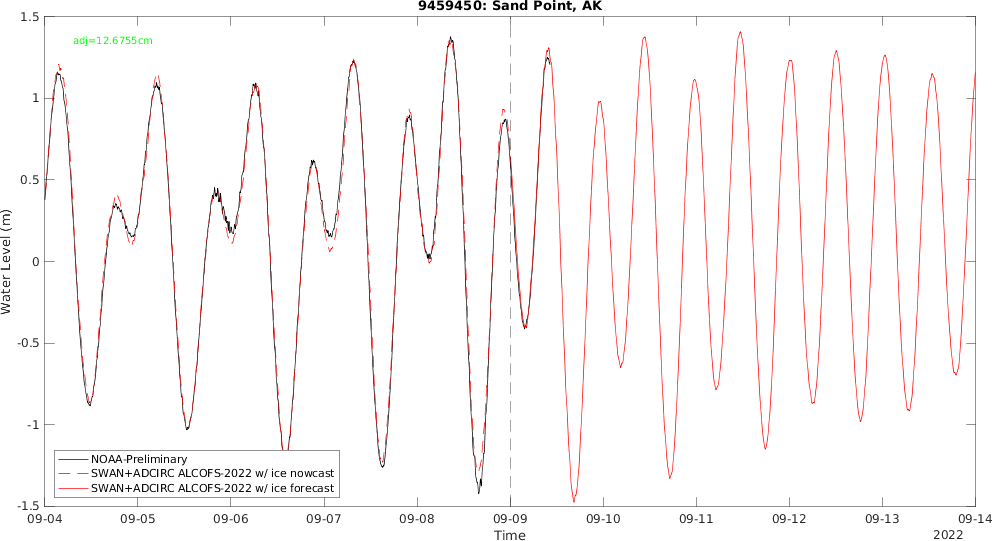 9459450: Sand Point, AK
adj=12.6755cm
1.5
1
0.5
0
-0.5
-1
-1.5
Water Level (m)
NOAA-Preliminary
SWAN+ADCIRC ALCOFS-2022 w/ ice nowcast
SWAN+ADCIRC ALCOFS-2022 w/ ice forecast
09-04 09-05 09-06 09-07 09-08 09-09 09-10 09-11 09-12 09-13 09-14
Time
2022